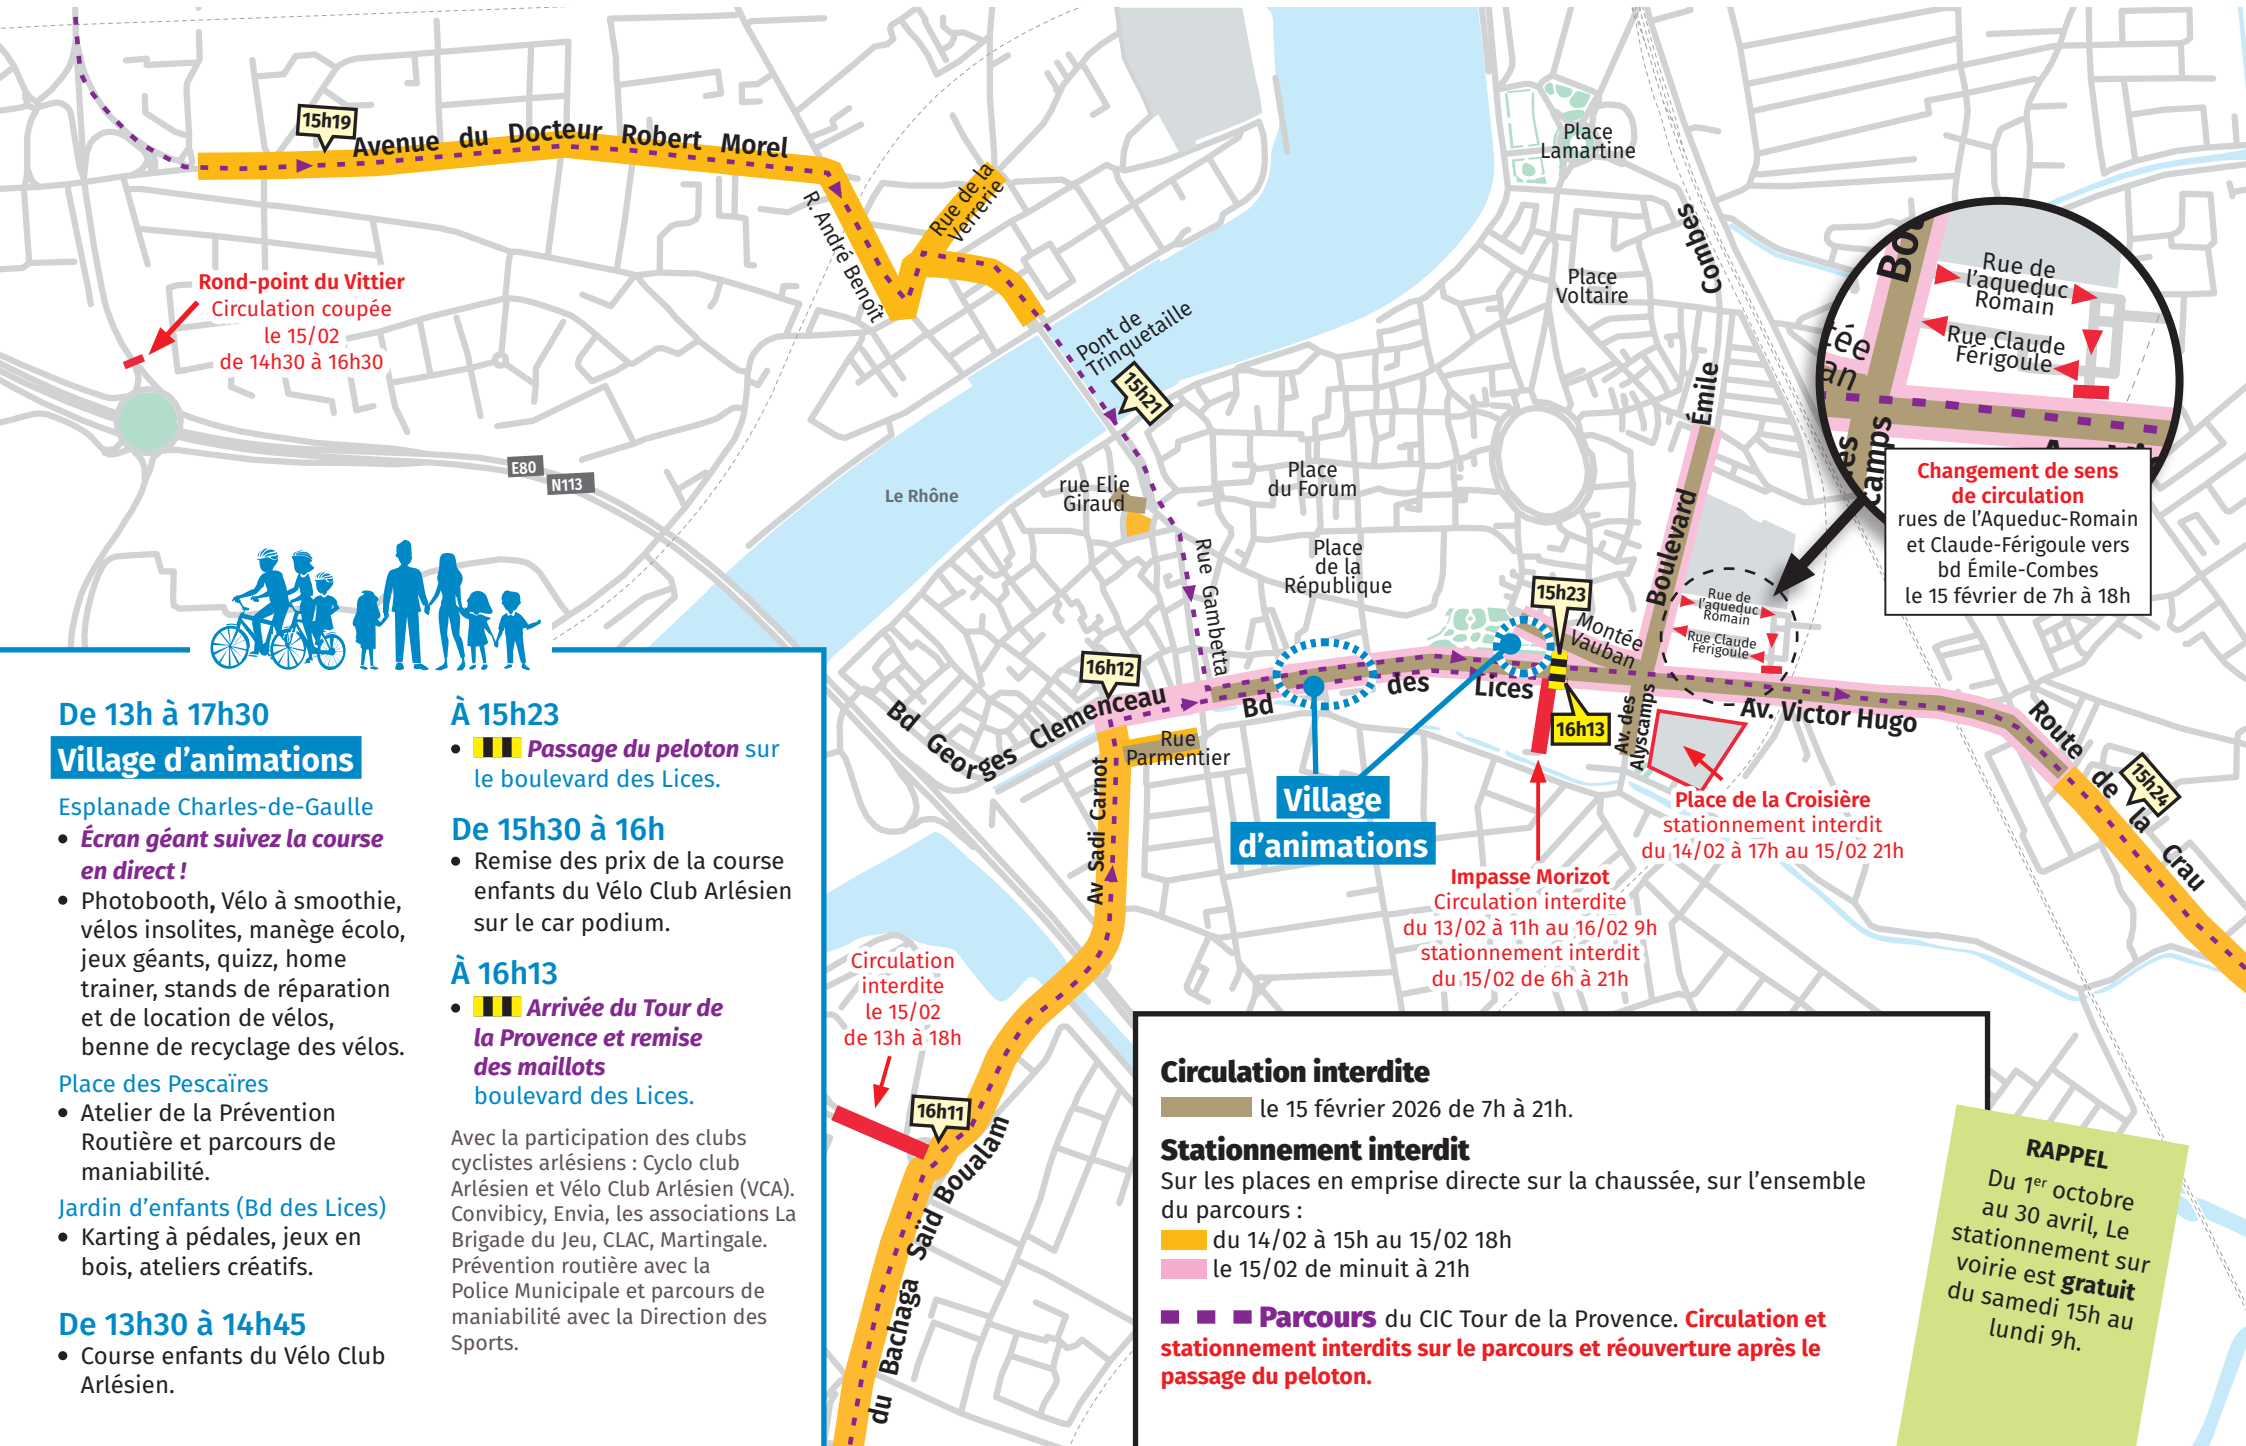 15h19
Avenue du Docteur Robert Morel
R. André Benoît
Rue de la
Verrerie
Rond-point du Vittier
Circulation coupée
le 15/02
de 14h30 à 16h30
E80
N113
Le Rhône
Pont de
Trinquetaille
15h21
rue Elie
Giraud
Place
du Forum
Place
de la
République
Rue Gambetta
Place
Lamartine
Place
Voltaire
Boulevard Émile Combes
Bou
Rue de
l'aqueduc
Romain
Rue Claude
Férigoule
ée
an
es
camps
Changement de sens
de circulation
rues de l'Aqueduc-Romain
et Claude-Férigoule vers
bd Émile-Combes
le 15 février de 7h à 18h
Rue de
l'aqueduc
Romain
Rue Claude
Férigoule
15h23
Montée
Vauban
16h12
Bd Georges Clemenceau
Bd des Lices
16h13
Av. des
Alyscamps
Av. Victor Hugo
Route de la Crau
15h24
Rue
Parmentier
Av Sadi Carnot
Village
d'animations
Place de la Croisière
stationnement interdit
du 14/02 à 17h au 15/02 21h
Impasse Morizot
Circulation interdite
du 13/02 à 11h au 16/02 9h
stationnement interdit
du 15/02 de 6h à 21h
Circulation
interdite
le 15/02
de 13h à 18h
16h11
du Bachaga Saïd Boualam
De 13h à 17h30
Village d'animations
Esplanade Charles-de-Gaulle
• Écran géant suivez la course
en direct !
• Photobooth, Vélo à smoothie,
vélos insolites, manège écolo,
jeux géants, quizz, home
trainer, stands de réparation
et de location de vélos,
benne de recyclage des vélos.
Place des Pescaïres
• Atelier de la Prévention
Routière et parcours de
maniabilité.
Jardin d'enfants (Bd des Lices)
• Karting à pédales, jeux en
bois, ateliers créatifs.
De 13h30 à 14h45
• Course enfants du Vélo Club
Arlésien.
À 15h23
• Passage du peloton sur
le boulevard des Lices.
De 15h30 à 16h
• Remise des prix de la course
enfants du Vélo Club Arlésien
sur le car podium.
À 16h13
• Arrivée du Tour de
la Provence et remise
des maillots
boulevard des Lices.
Avec la participation des clubs
cyclistes arlésiens : Cyclo club
Arlésien et Vélo Club Arlésien (VCA).
Convibicy, Envia, les associations La
Brigade du Jeu, CLAC, Martingale.
Prévention routière avec la
Police Municipale et parcours de
maniabilité avec la Direction des
Sports.
Circulation interdite
le 15 février 2026 de 7h à 21h.
Stationnement interdit
Sur les places en emprise directe sur la chaussée, sur l'ensemble
du parcours :
du 14/02 à 15h au 15/02 18h
le 15/02 de minuit à 21h
Parcours du CIC Tour de la Provence. Circulation et
stationnement interdits sur le parcours et réouverture après le
passage du peloton.
RAPPEL
Du 1er octobre
au 30 avril, Le
stationnement sur
voirie est gratuit
du samedi 15h au
lundi 9h.